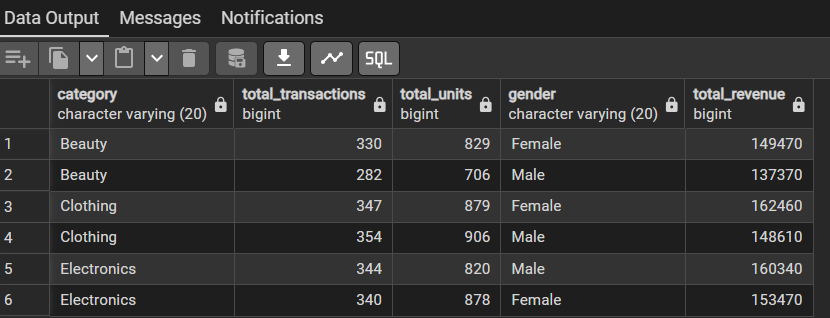 Data Output Messages Notifications
SQL
category total_transactions total_units gender total_revenue
character varying (20) bigint bigint character varying (20) bigint
1 Beauty 330 829 Female 149470
2 Beauty 282 706 Male 137370
3 Clothing 347 879 Female 162460
4 Clothing 354 906 Male 148610
5 Electronics 344 820 Male 160340
6 Electronics 340 878 Female 153470